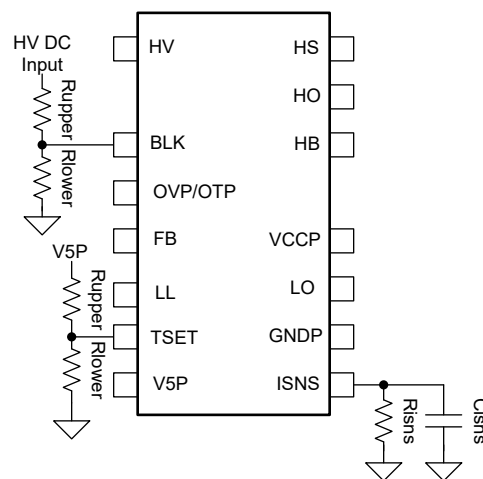 HV DC
Input
Rupper
Rlower
V5P
Rupper
Rlower
HV
BLK
OVP/OTP
FB
LL
TSET
V5P
HS
HO
HB
VCCP
LO
GNDP
ISNS
Risns
Cisns